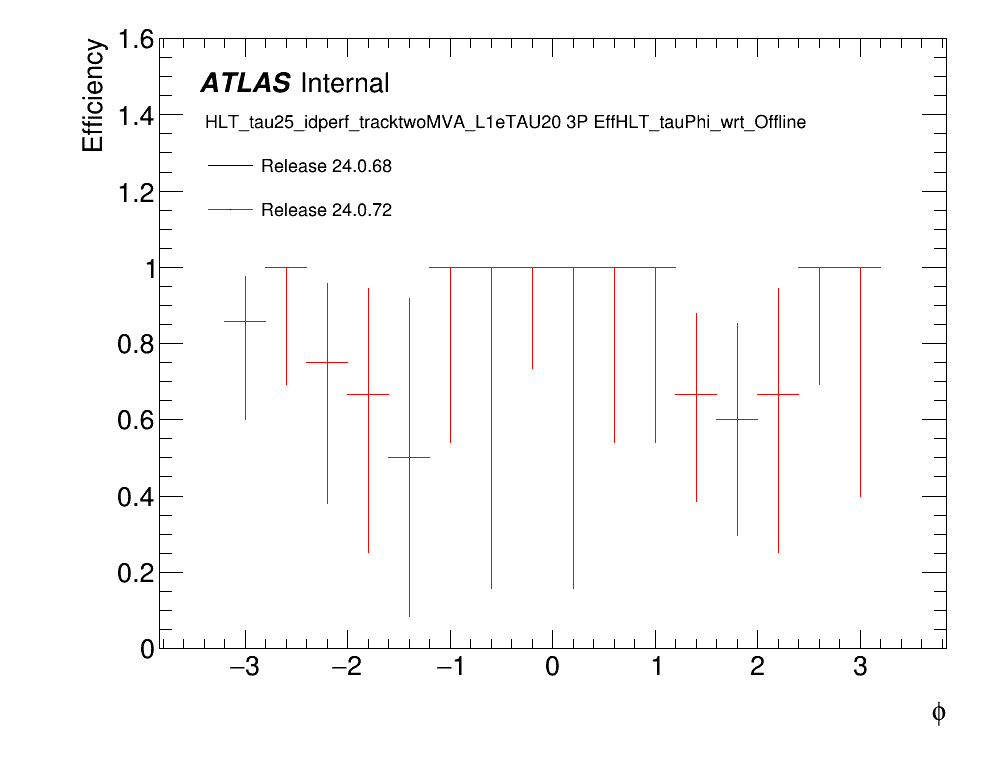 Efficiency
1.6
1.4
1.2
1
0.8
0.6
0.4
0.2
0
ATLAS Internal
HLT_tau25_idperf_tracktwoMVA_L1eTAU20 3P EffHLT_tauPhi_wrt_Offline
Release 24.0.68
Release 24.0.72
−3 −2 −1 0 1 2 3
ϕ